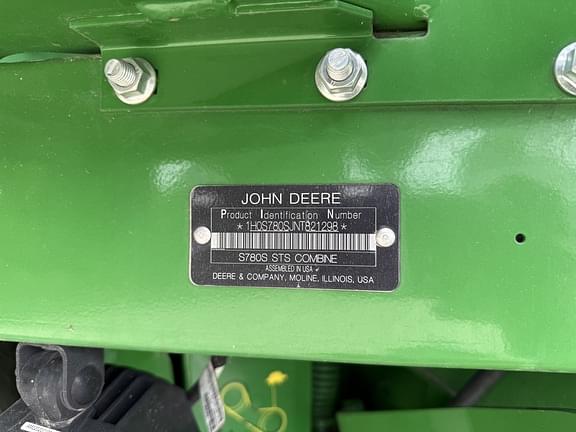 JOHN DEERE
Product Identification Number
*1H0S780SJNT821298*
S780S STS COMBINE
ASSEMBLED IN USA
DEERE & COMPANY, MOLINE, ILLINOIS, USA